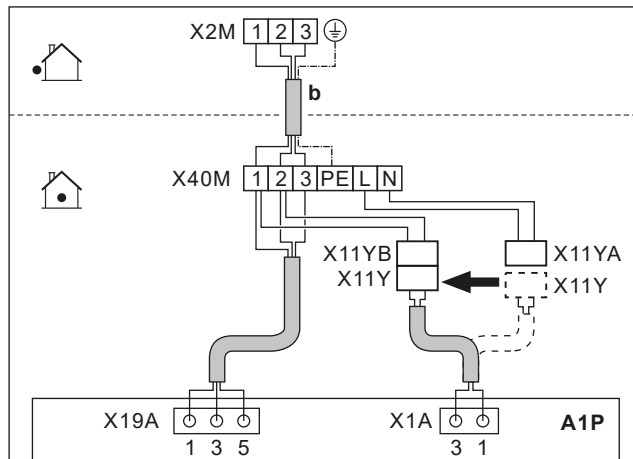 X2M 1 2 3
b
X40M 1 2 3 PE L N
X11YB X11YA
X11Y X11Y
X19A X1A A1P
1 3 5 3 1